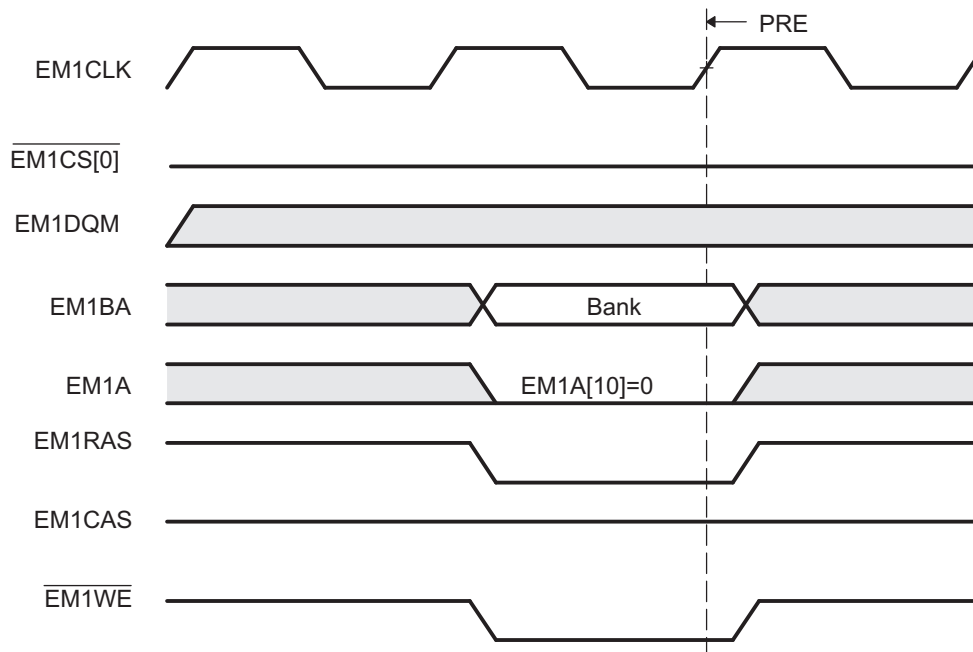 PRE
EM1CLK
EM1CS[0]
EM1DQM
EM1BA
Bank
EM1A
EM1A[10]=0
EM1RAS
EM1CAS
EM1WE